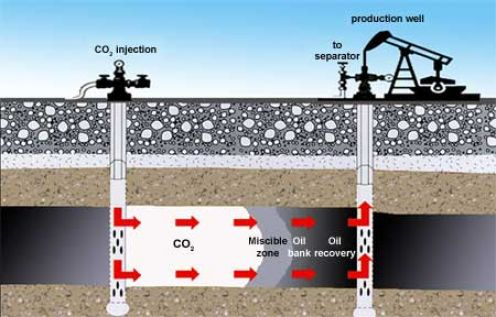 production well
CO2 injection
to
separator
CO2
Miscible
zone
Oil
bank
Oil
recovery